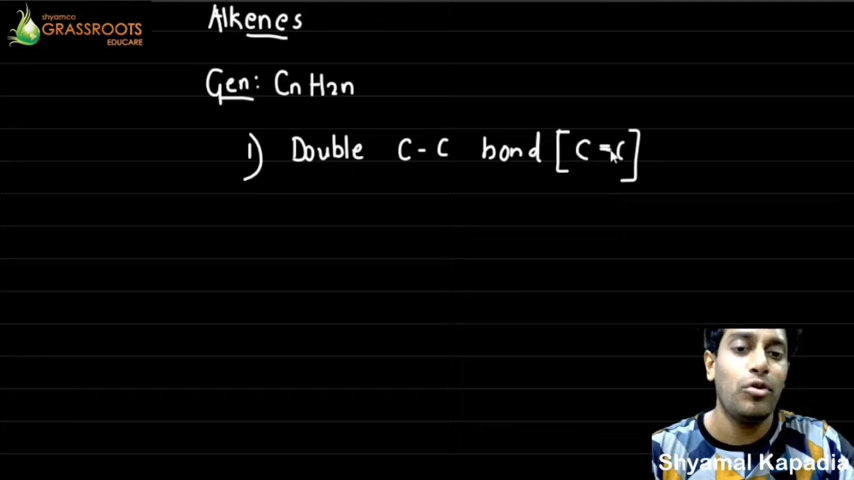 shyamco
GRASSROOTS
EDUCARE
Alkenes
Gen: CnH2n
1) Double C-C bond [C=C]
Shyamal Kapadia